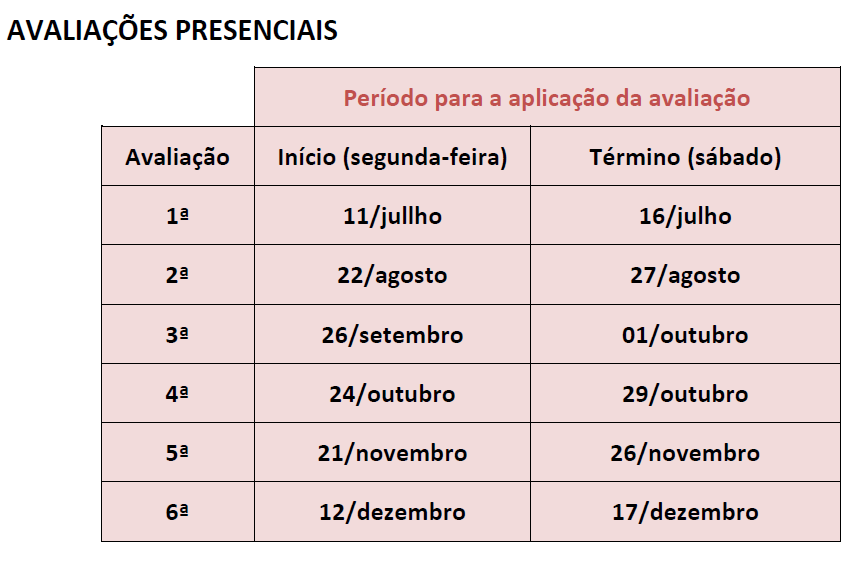 AVALIAÇÕES PRESENCIAIS
Período para a aplicação da avaliação
Avaliação Início (segunda-feira) Término (sábado)
1ª 11/jullho 16/julho
2ª 22/agosto 27/agosto
3ª 26/setembro 01/outubro
4ª 24/outubro 29/outubro
5ª 21/novembro 26/novembro
6ª 12/dezembro 17/dezembro